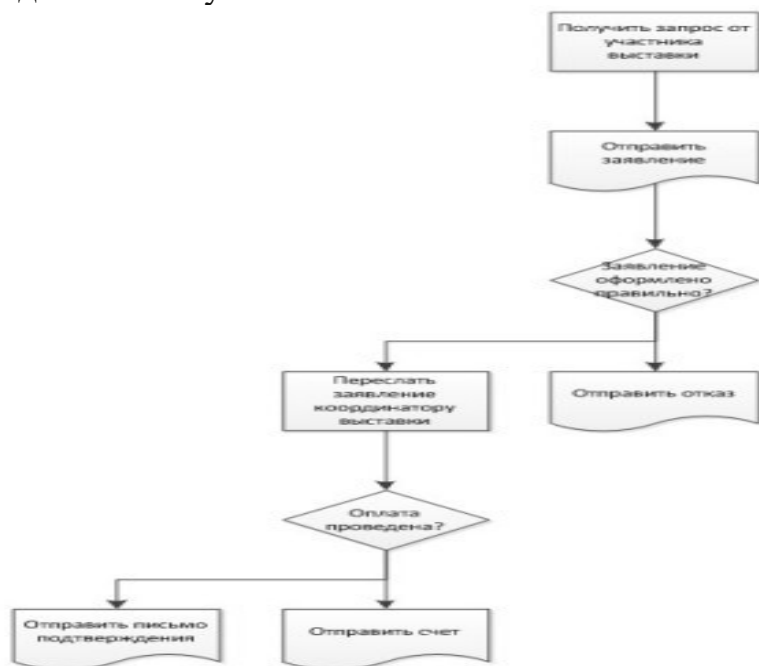 Получить запрос от
участника
выставки
Отправить
заявление
Заявление
оформлено
правильно?
Переслать
заявление
координатору
выставки
Отправить отказ
Оплата
проведена?
Отправить письмо
подтверждения
Отправить счет